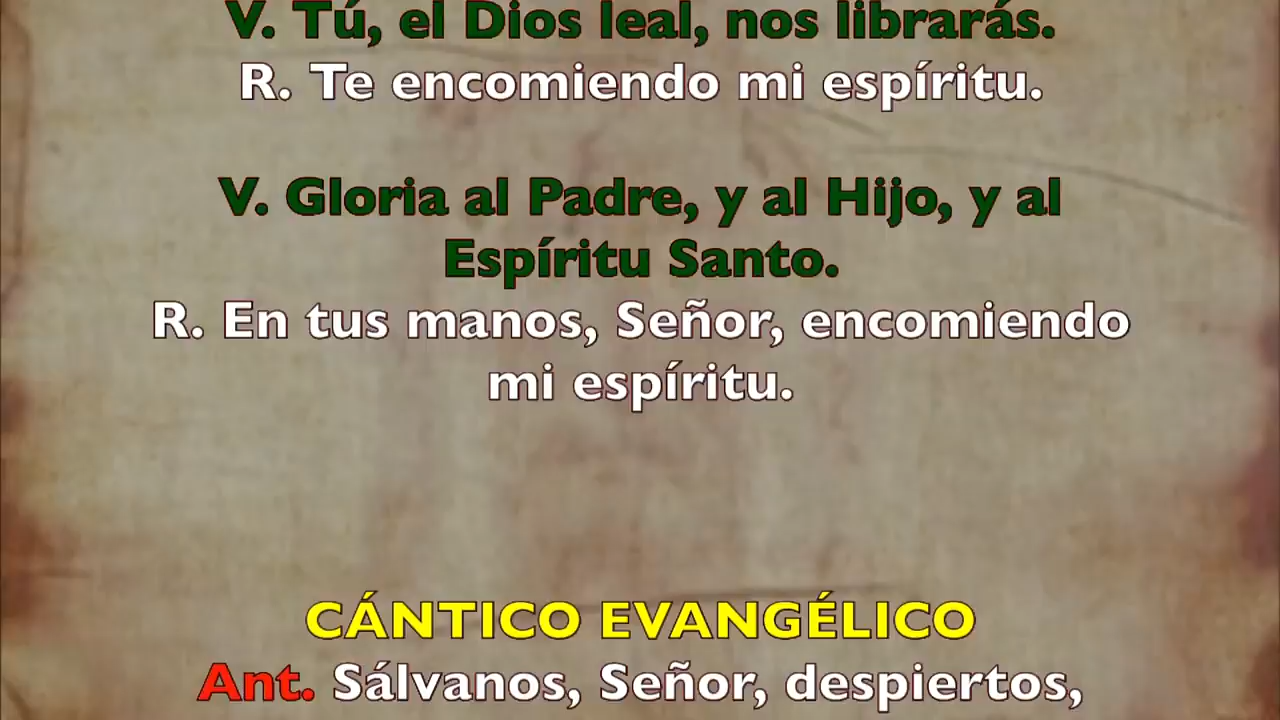 V. Tú, el Dios leal, nos librarás.
R. Te encomiendo mi espíritu.
V. Gloria al Padre, y al Hijo, y al
Espíritu Santo.
R. En tus manos, Señor, encomiendo
mi espíritu.
CÁNTICO EVANGÉLICO
Ant. Sálvanos, Señor, despiertos,